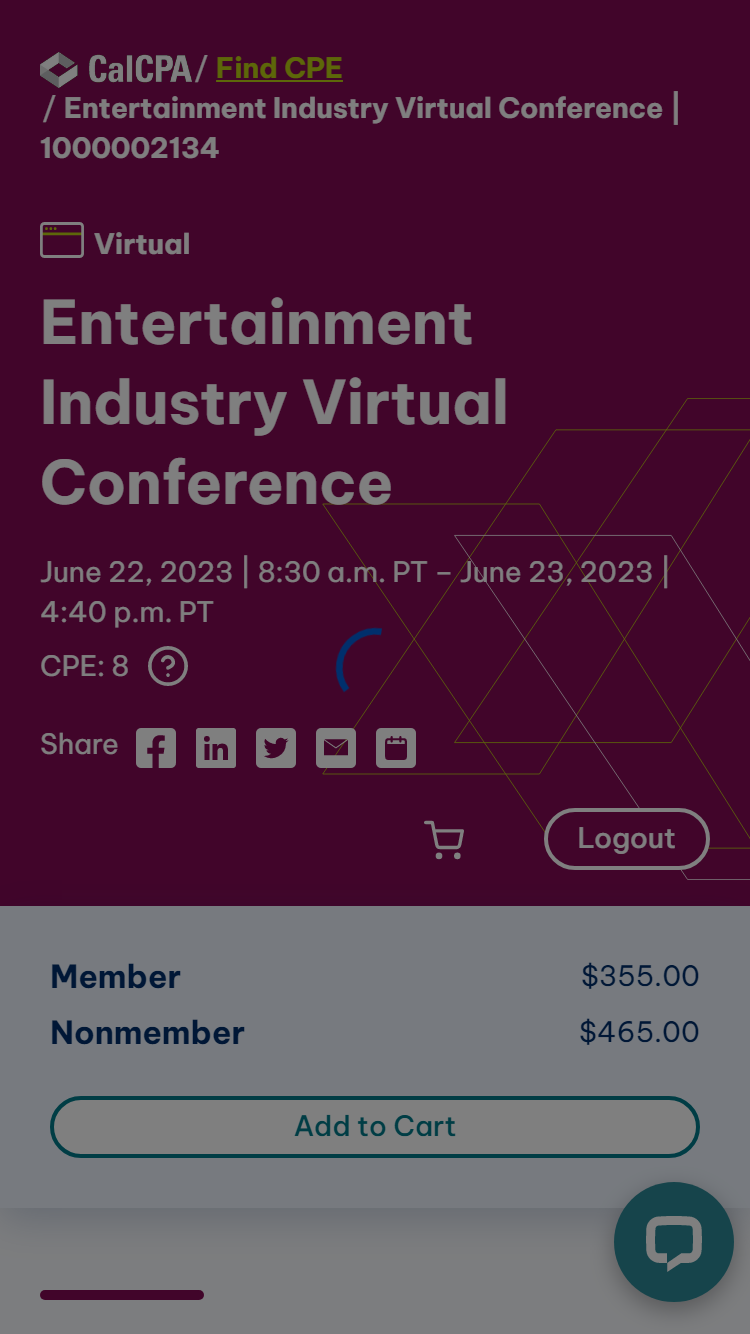 CalCPA / Find CPE
/ Entertainment Industry Virtual Conference |
1000002134
Virtual
Entertainment
Industry Virtual
Conference
June 22, 2023 | 8:30 a.m. PT – June 23, 2023 |
4:40 p.m. PT
CPE: 8 ?
Share
Logout
Member $355.00
Nonmember $465.00
Add to Cart